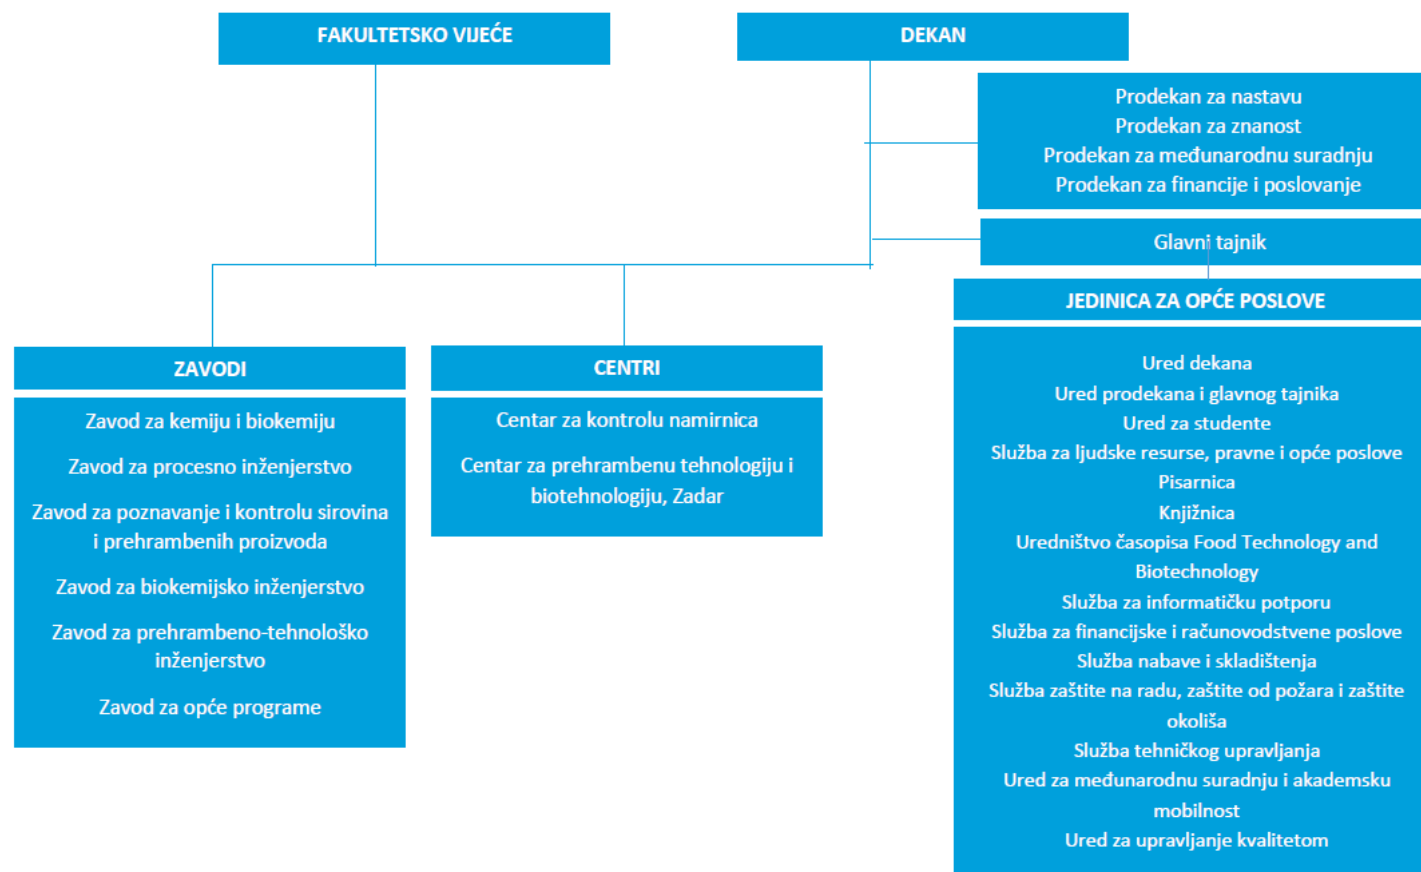 FAKULTETSKO VIJEĆE
DEKAN
Prodekan za nastavu
Prodekan za znanost
Prodekan za međunarodnu suradnju
Prodekan za financije i poslovanje
Glavni tajnik
JEDINICA ZA OPĆE POSLOVE
Ured dekana
Ured prodekana i glavnog tajnika
Ured za studente
Služba za ljudske resurse, pravne i opće poslove
Pisarnica
Knjižnica
Uredništvo časopisa Food Technology and
Biotechnology
Služba za informatičku potporu
Služba za financijske i računovodstvene poslove
Služba nabave i skladištenja
Služba zaštite na radu, zaštite od požara i zaštite
okoliša
Služba tehničkog upravljanja
Ured za međunarodnu suradnju i akademsku
mobilnost
Ured za upravljanje kvalitetom
ZAVODI
Zavod za kemiju i biokemiju
Zavod za procesno inženjerstvo
Zavod za poznavanje i kontrolu sirovina
i prehrambenih proizvoda
Zavod za biokemijsko inženjerstvo
Zavod za prehrambeno-tehnološko
inženjerstvo
Zavod za opće programe
CENTRI
Centar za kontrolu namirnica
Centar za prehrambenu tehnologiju i
biotehnologiju, Zadar